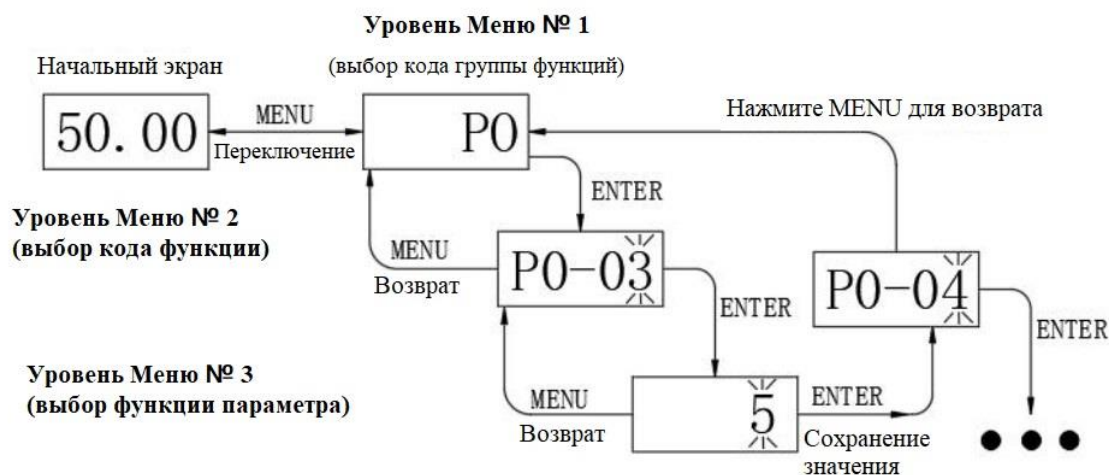 Уровень Меню № 1
Начальный экран
(выбор кода группы функций)
50.00
MENU
Переключение
P0
Нажмите MENU для возврата
ENTER
Уровень Меню № 2
(выбор кода функции)
MENU
Возврат
P0-03
ENTER
P0-04
ENTER
Уровень Меню № 3
(выбор функции параметра)
MENU
Возврат
5
ENTER
Сохранение
значения